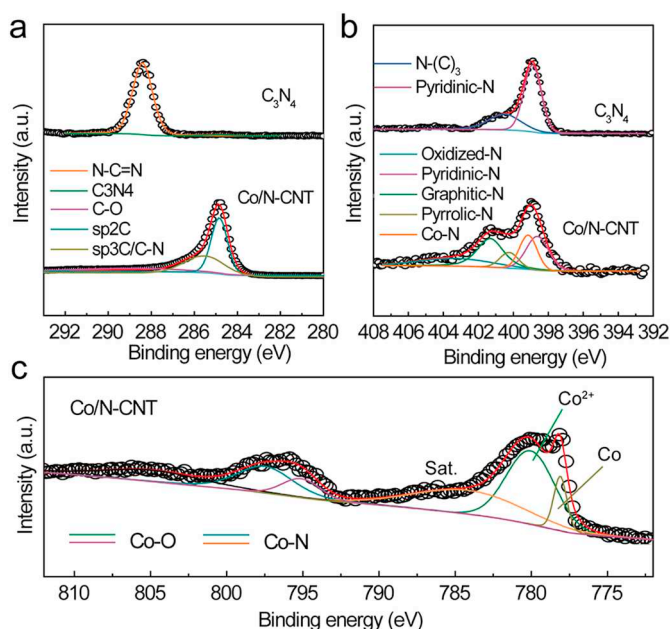 a
Intensity (a.u.)
C₃N₄
N-C=N
C3N4
C-O
sp2C
sp3C/C-N
Co/N-CNT
292 290 288 286 284 282 280
Binding energy (eV)
b
Intensity (a.u.)
N-(C)₃
Pyridinic-N
C₃N₄
Oxidized-N
Pyridinic-N
Graphitic-N
Pyrrolic-N
Co-N
Co/N-CNT
408 406 404 402 400 398 396 394 392
Binding energy (eV)
c
Intensity (a.u.)
Co/N-CNT
Co²⁺
Sat.
Co
Co-O Co-N
810 805 800 795 790 785 780 775
Binding energy (eV)